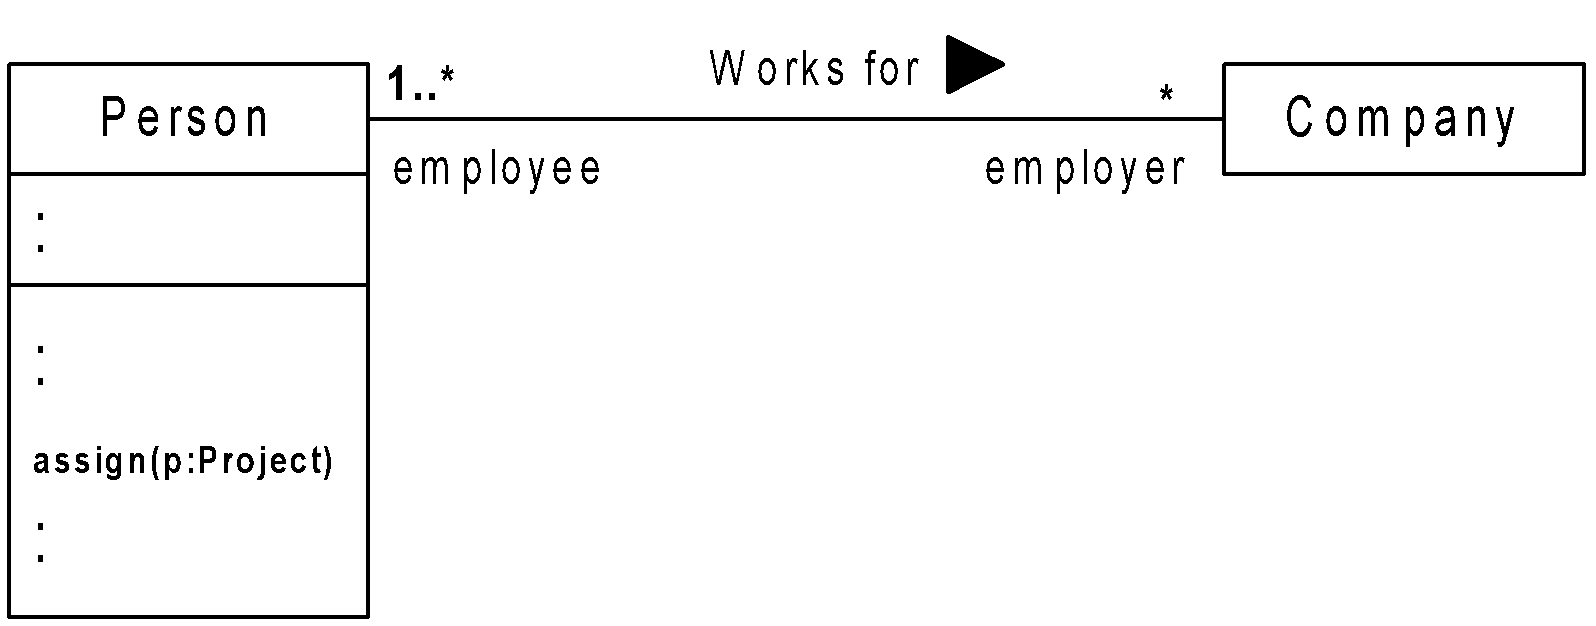 Works for
1..*
*
Person
Company
employee
employer
:
:
assign(p:Project)
: